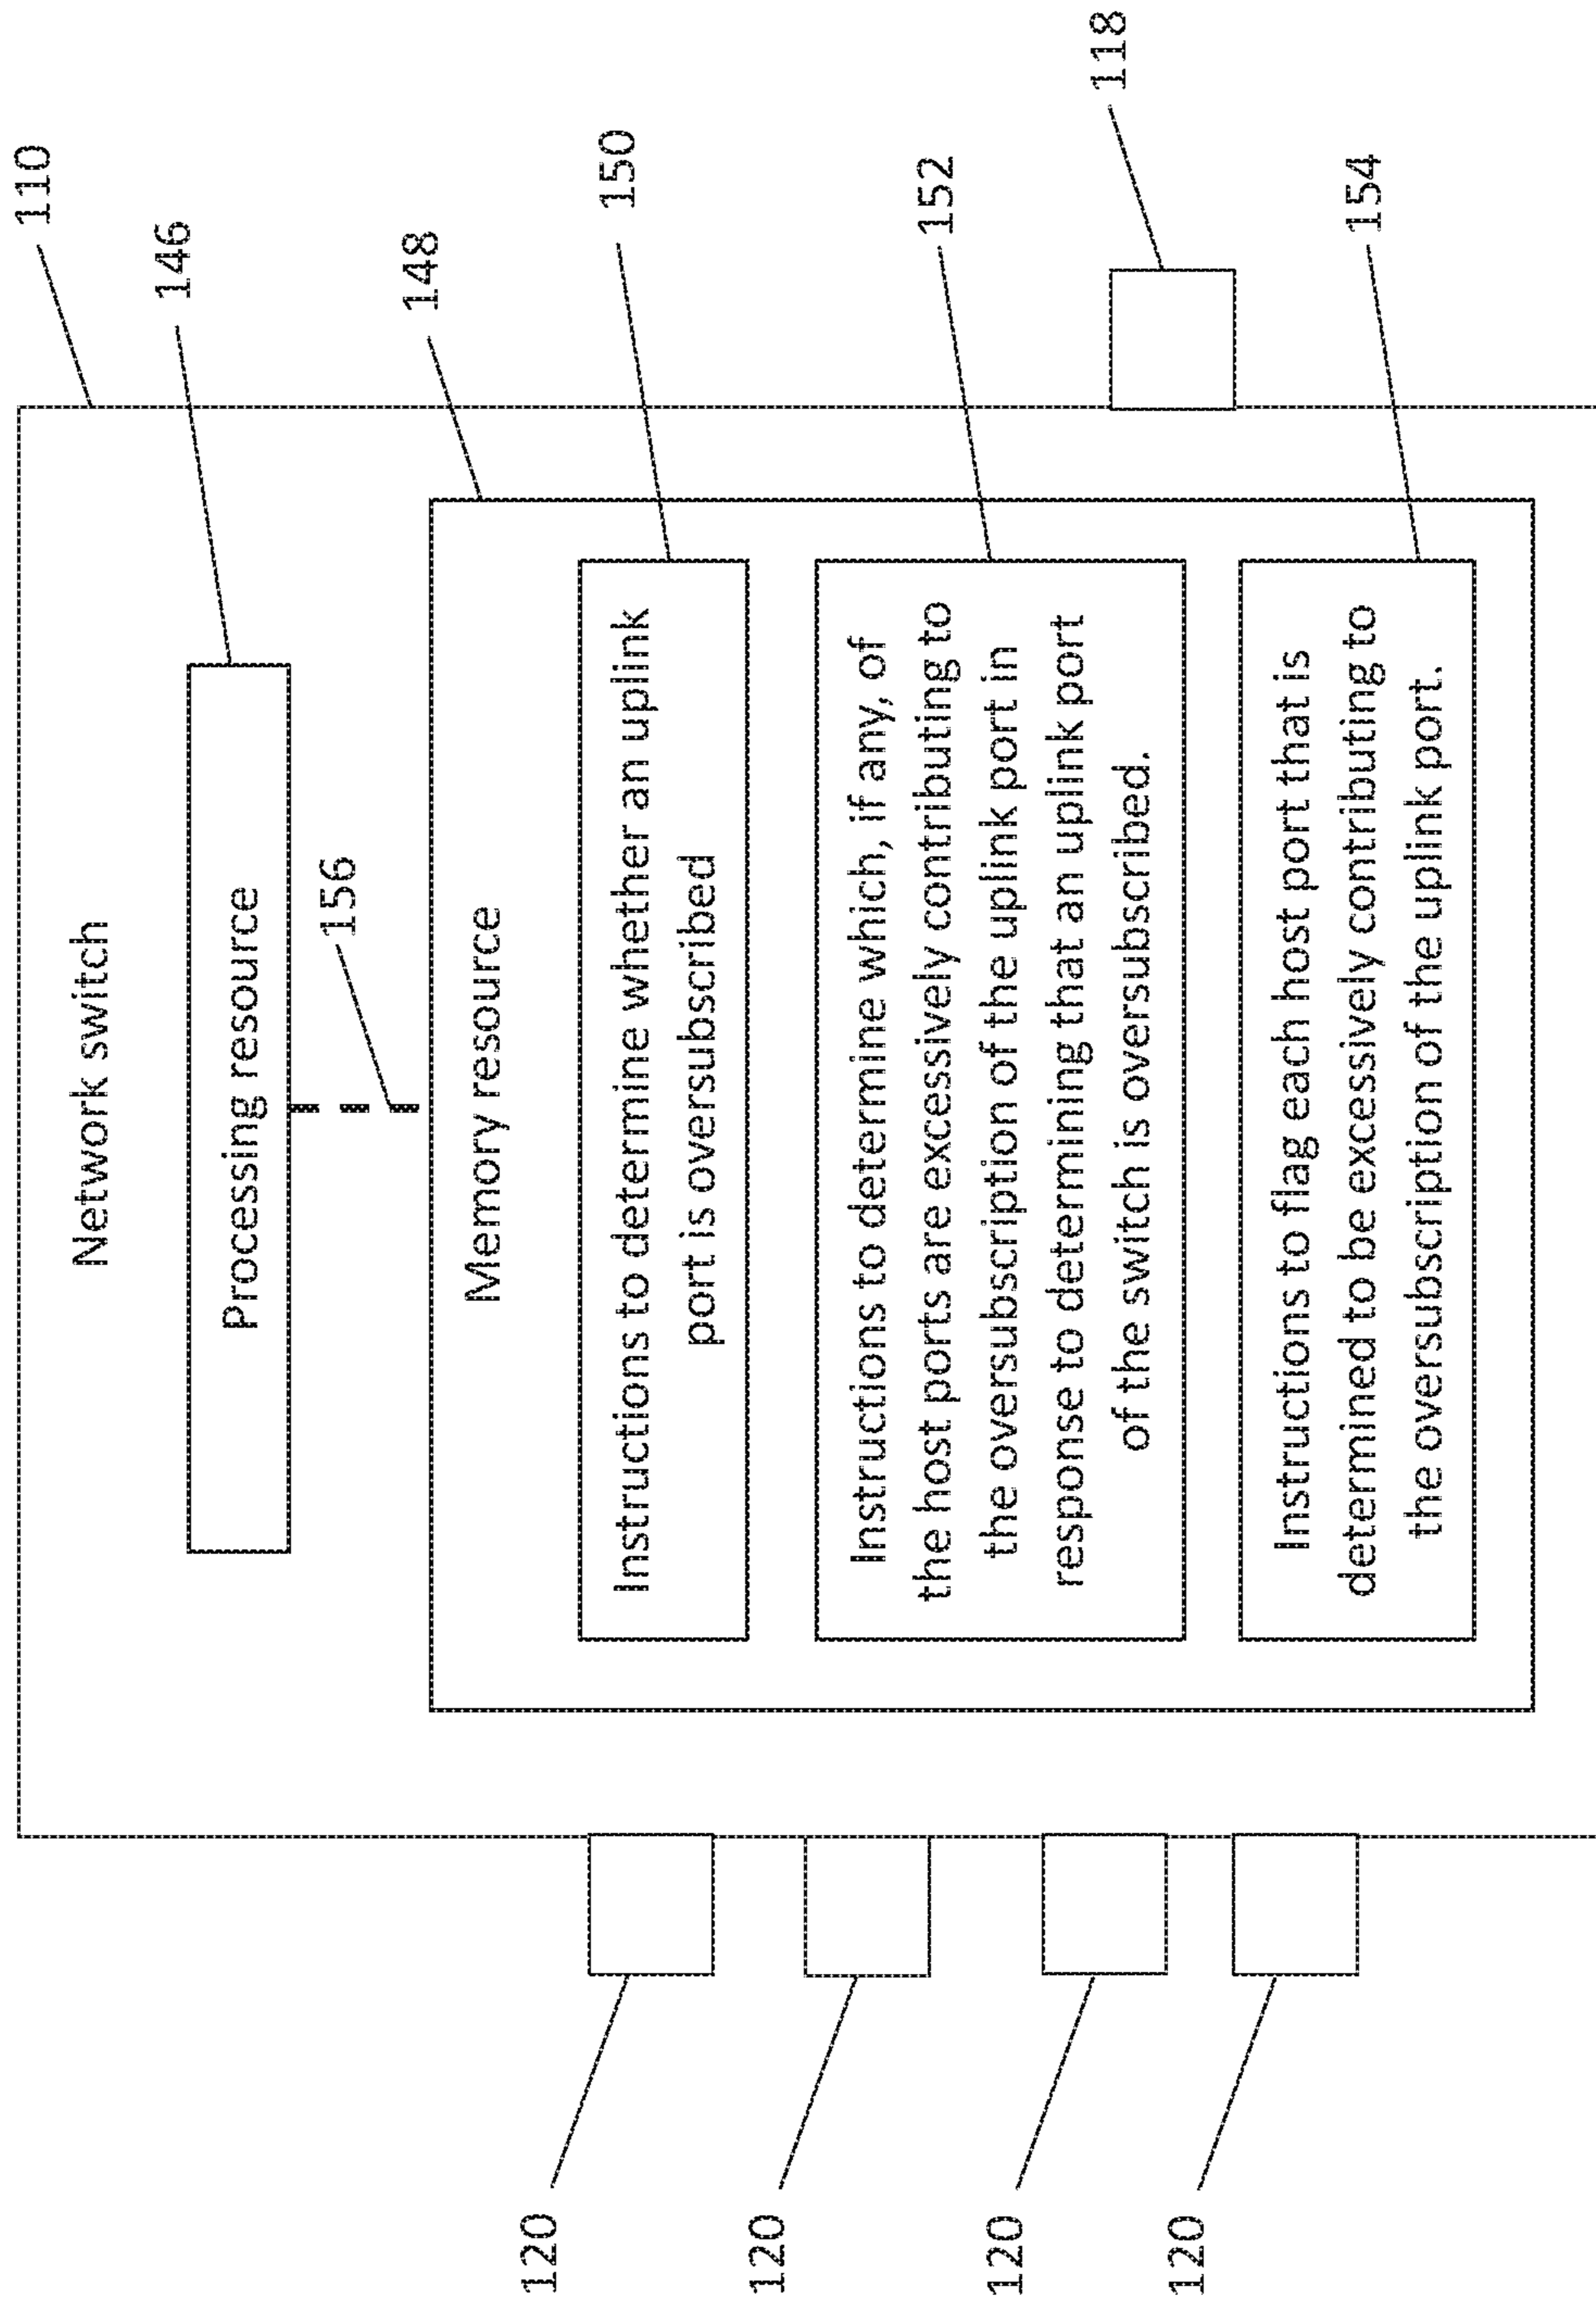 110
Network switch
146
Processing resource
156
148
Memory resource
150
Instructions to determine whether an uplink
port is oversubscribed
152
Instructions to determine which, if any, of
the host ports are excessively contributing to
the oversubscription of the uplink port in
response to determining that an uplink port
of the switch is oversubscribed.
118
154
Instructions to flag each host port that is
determined to be excessively contributing to
the oversubscription of the uplink port.
120
120
120
120